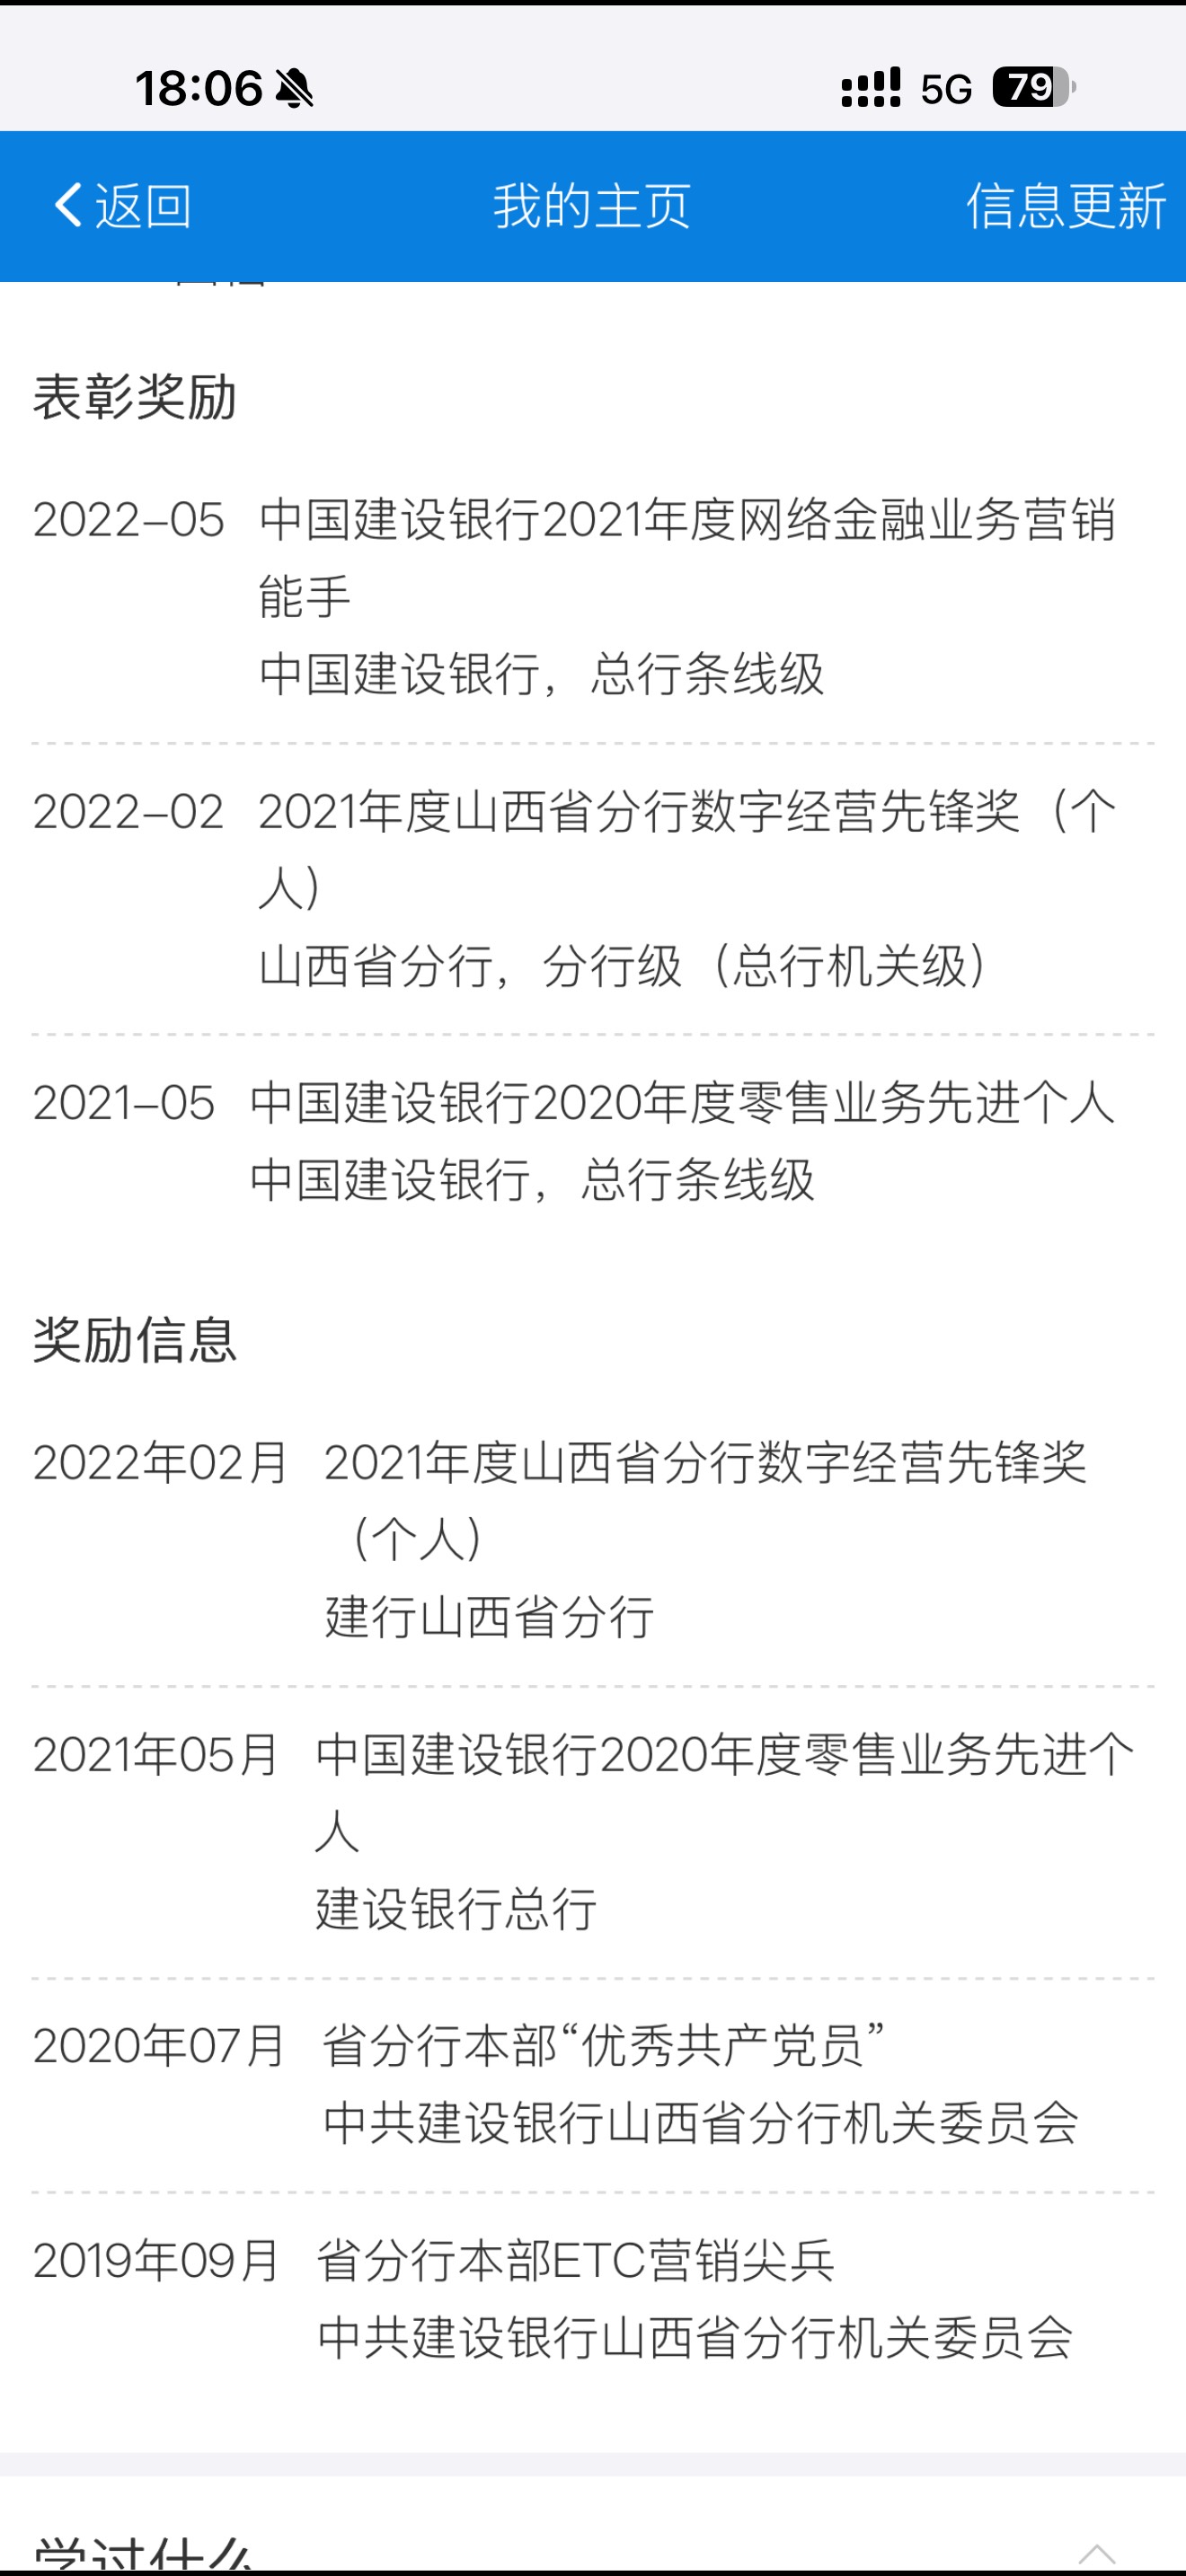 18:06 5G 79
返回 我的主页 信息更新
表彰奖励
2022-05 中国建设银行2021年度网络金融业务营销
能手
中国建设银行，总行条线级
2022-02 2021年度山西省分行数字经营先锋奖（个
人）
山西省分行，分行级（总行机关级）
2021-05 中国建设银行2020年度零售业务先进个人
中国建设银行，总行条线级
奖励信息
2022年02月 2021年度山西省分行数字经营先锋奖
（个人）
建行山西省分行
2021年05月 中国建设银行2020年度零售业务先进个
人
建设银行总行
2020年07月 省分行本部“优秀共产党员”
中共建设银行山西省分行机关委员会
2019年09月 省分行本部ETC营销尖兵
中共建设银行山西省分行机关委员会
学过什么